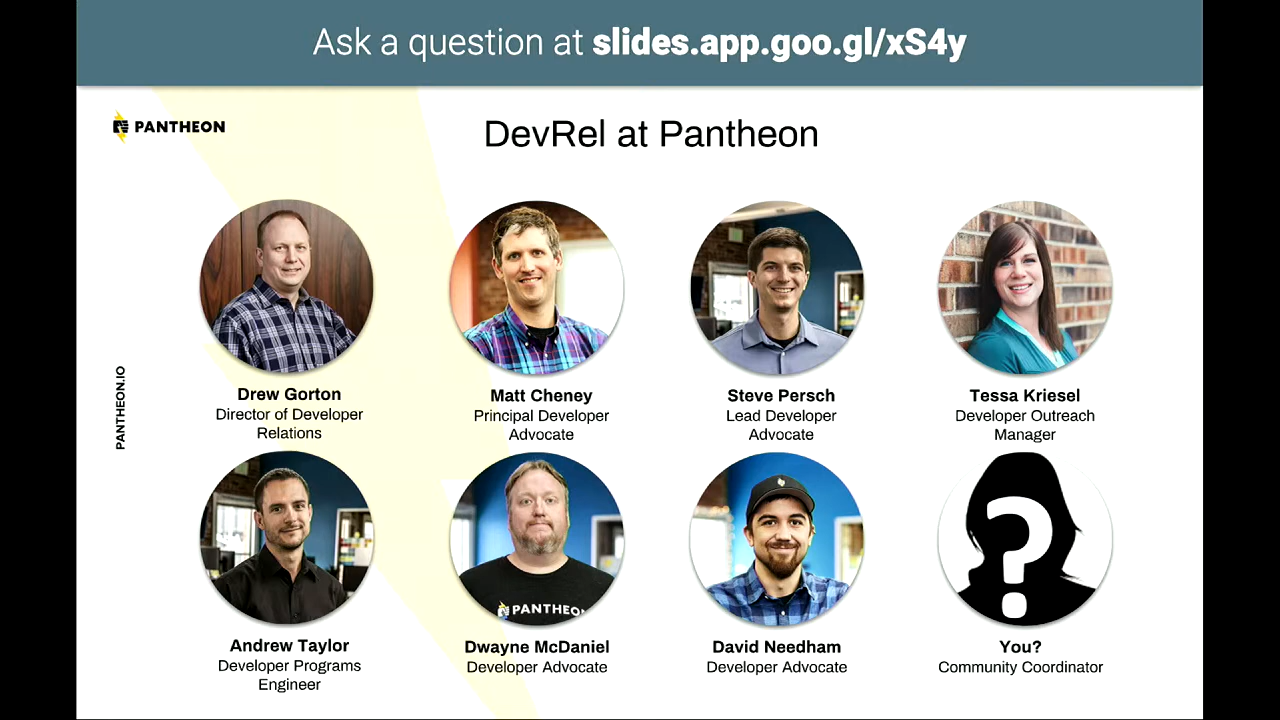 Ask a question at slides.app.goo.gl/xS4y
PANTHEON
DevRel at Pantheon
PANTHEON.IO
Drew Gorton
Director of Developer
Relations
Matt Cheney
Principal Developer
Advocate
Steve Persch
Lead Developer
Advocate
Tessa Kriesel
Developer Outreach
Manager
PANTHEON
?
Andrew Taylor
Developer Programs
Engineer
Dwayne McDaniel
Developer Advocate
David Needham
Developer Advocate
You?
Community Coordinator